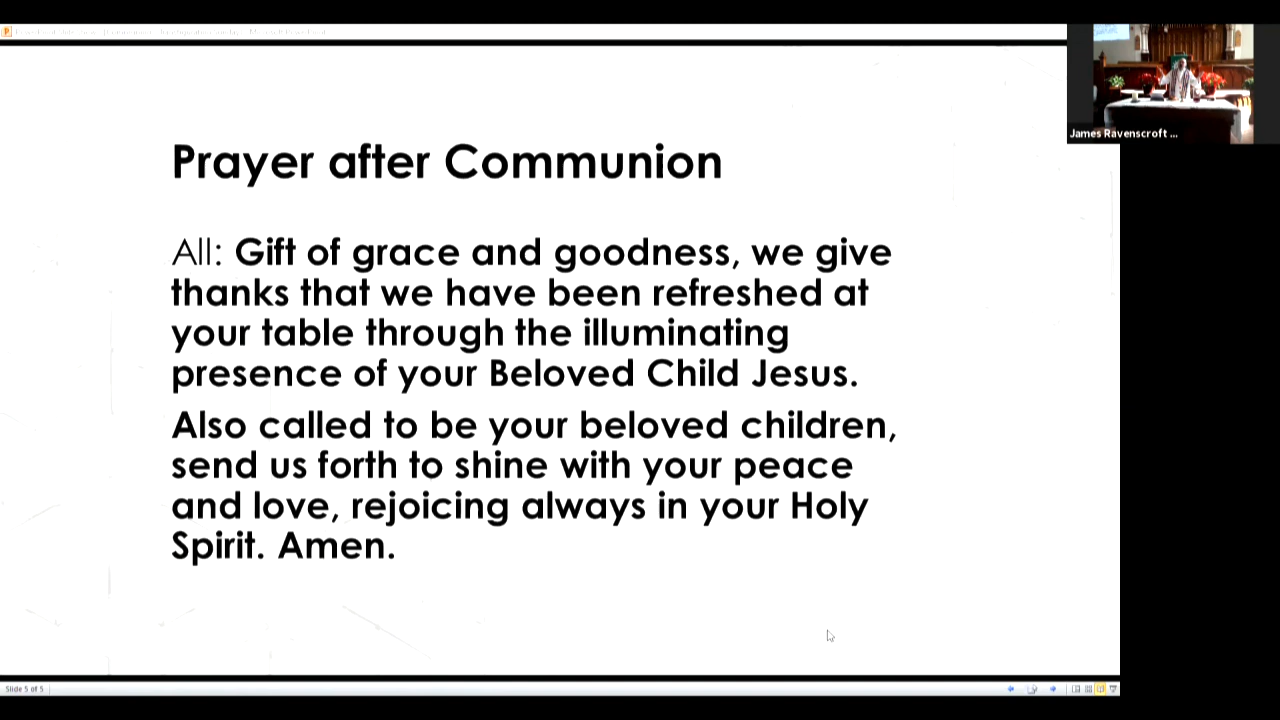 James Ravenscroft ...
Prayer after Communion
All: Gift of grace and goodness, we give
thanks that we have been refreshed at
your table through the illuminating
presence of your Beloved Child Jesus.
Also called to be your beloved children,
send us forth to shine with your peace
and love, rejoicing always in your Holy
Spirit. Amen.
Slide 5 of 5